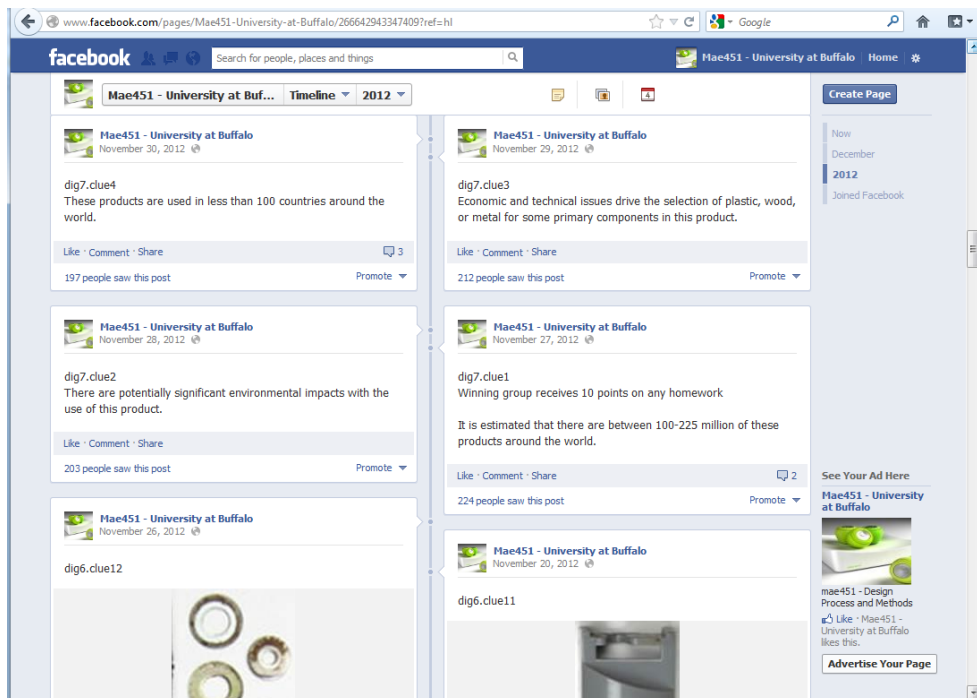 www.facebook.com/pages/Mae451-University-at-Buffalo/266642943347409?ref=hl
Google
facebook
Search for people, places and things
Mae451 - University at Buffalo
Home
Mae451 - University at Buf...
Timeline
2012
4
Create Page
Now
December
2012
Joined Facebook
Mae451 - University at Buffalo
November 30, 2012
dig7.clue4
These products are used in less than 100 countries around the
world.
Like · Comment · Share
3
197 people saw this post
Promote
Mae451 - University at Buffalo
November 29, 2012
dig7.clue3
Economic and technical issues drive the selection of plastic, wood,
or metal for some primary components in this product.
Like · Comment · Share
212 people saw this post
Promote
Mae451 - University at Buffalo
November 28, 2012
dig7.clue2
There are potentially significant environmental impacts with the
use of this product.
Like · Comment · Share
203 people saw this post
Promote
Mae451 - University at Buffalo
November 27, 2012
dig7.clue1
Winning group receives 10 points on any homework
It is estimated that there are between 100-225 million of these
products around the world.
Like · Comment · Share
2
224 people saw this post
Promote
Mae451 - University at Buffalo
November 26, 2012
dig6.clue12
Mae451 - University at Buffalo
November 20, 2012
dig6.clue11
See Your Ad Here
Mae451 - University
at Buffalo
mae451 - Design
Process and Methods
Like · Mae451 -
University at Buffalo
likes this.
Advertise Your Page